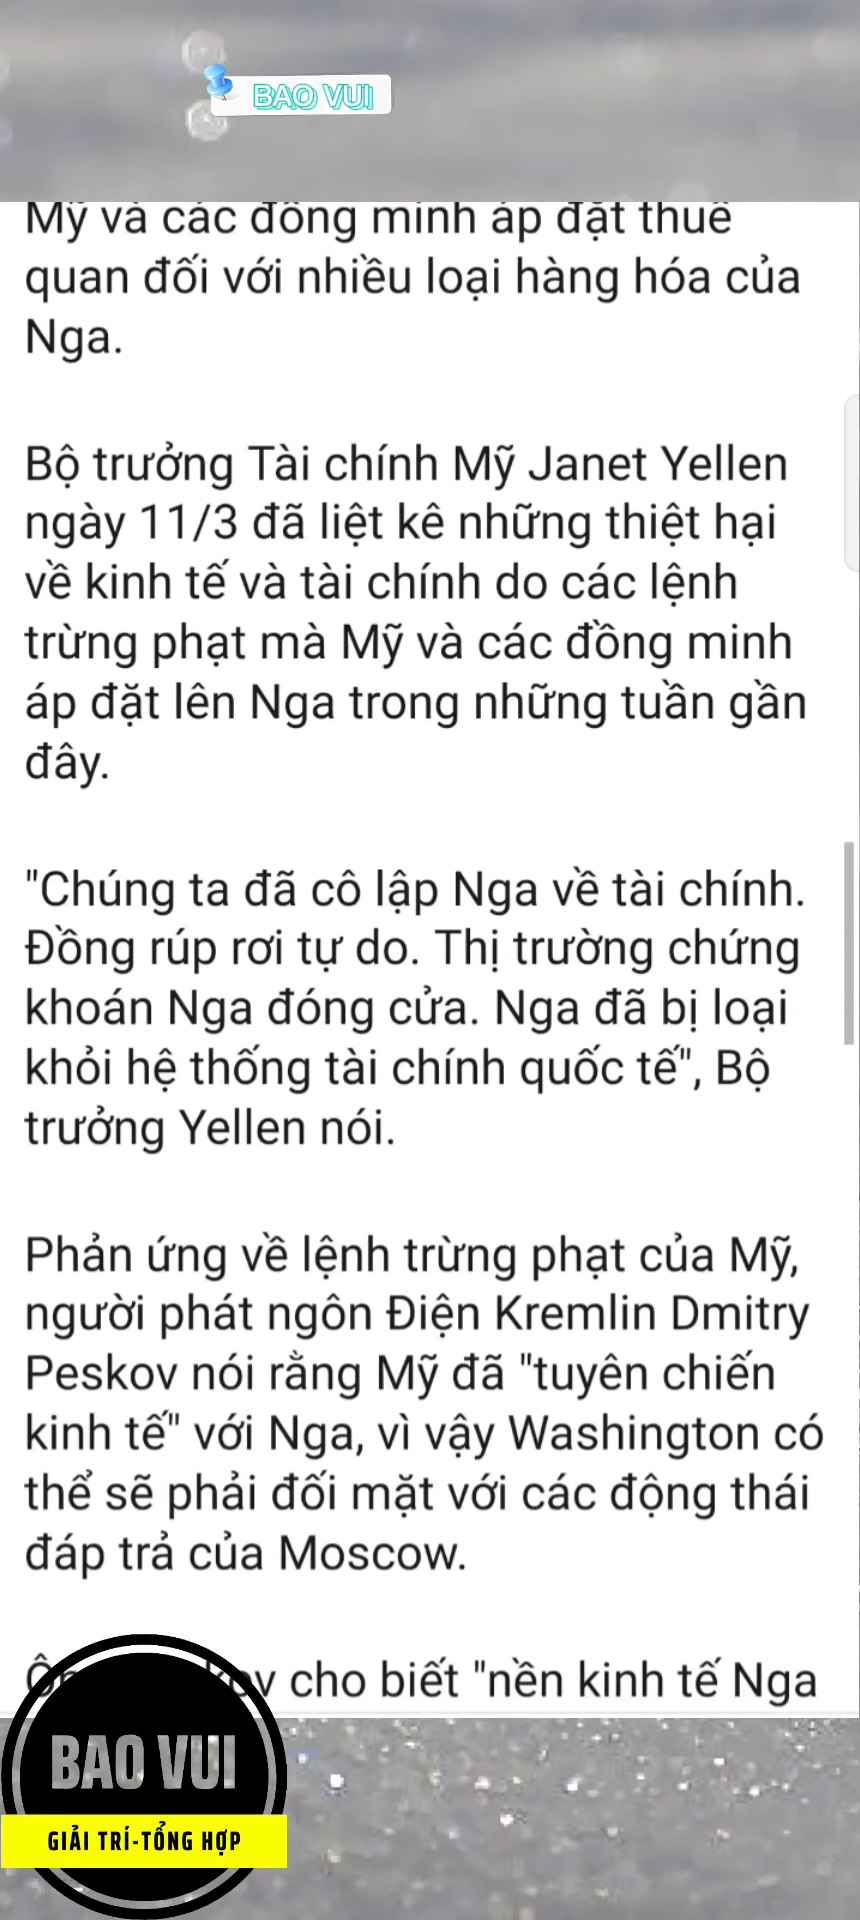 BAO VUI
Mỹ và các đồng minh áp đặt thuế
quan đối với nhiều loại hàng hóa của
Nga.
Bộ trưởng Tài chính Mỹ Janet Yellen
ngày 11/3 đã liệt kê những thiệt hại
về kinh tế và tài chính do các lệnh
trừng phạt mà Mỹ và các đồng minh
áp đặt lên Nga trong những tuần gần
đây.
"Chúng ta đã cô lập Nga về tài chính.
Đồng rúp rơi tự do. Thị trường chứng
khoán Nga đóng cửa. Nga đã bị loại
khỏi hệ thống tài chính quốc tế", Bộ
trưởng Yellen nói.
Phản ứng về lệnh trừng phạt của Mỹ,
người phát ngôn Điện Kremlin Dmitry
Peskov nói rằng Mỹ đã "tuyên chiến
kinh tế" với Nga, vì vậy Washington có
thể sẽ phải đối mặt với các động thái
đáp trả của Moscow.
cho biết "nền kinh tế Nga
BAO VUI
GIẢI TRÍ-TỔNG HỢP